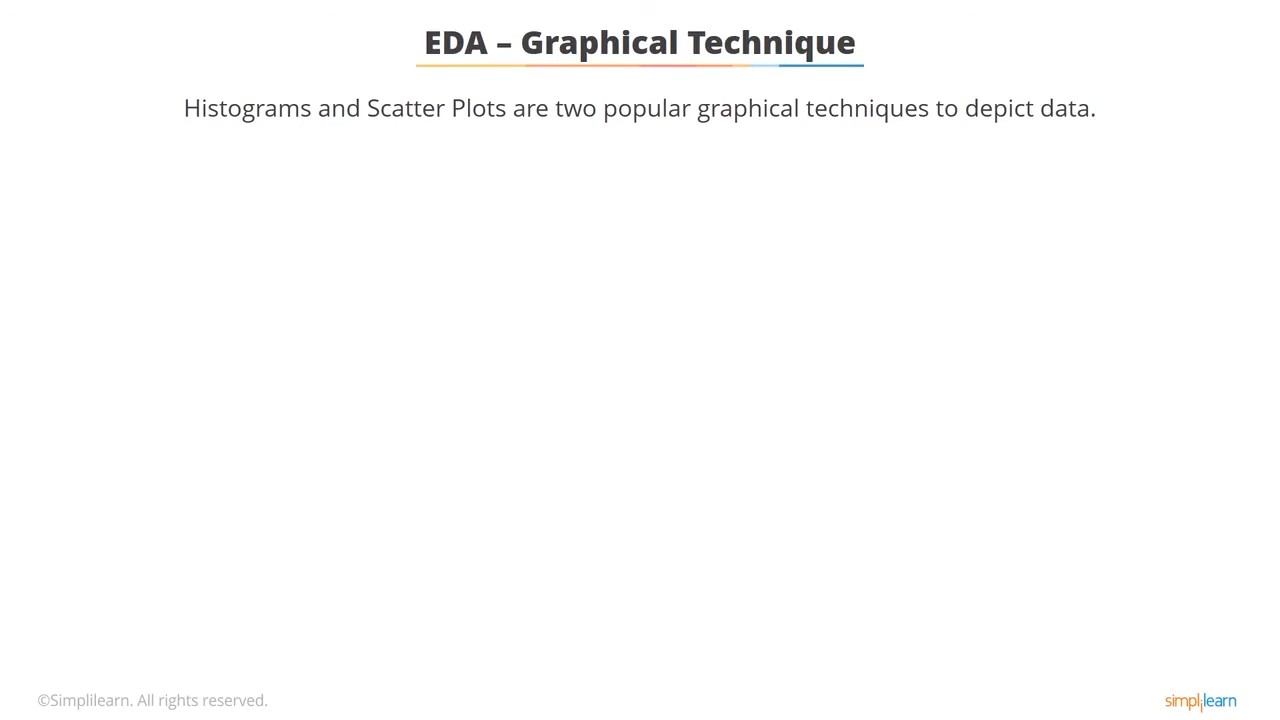 EDA – Graphical Technique
Histograms and Scatter Plots are two popular graphical techniques to depict data.
©Simplilearn. All rights reserved.
simplilearn